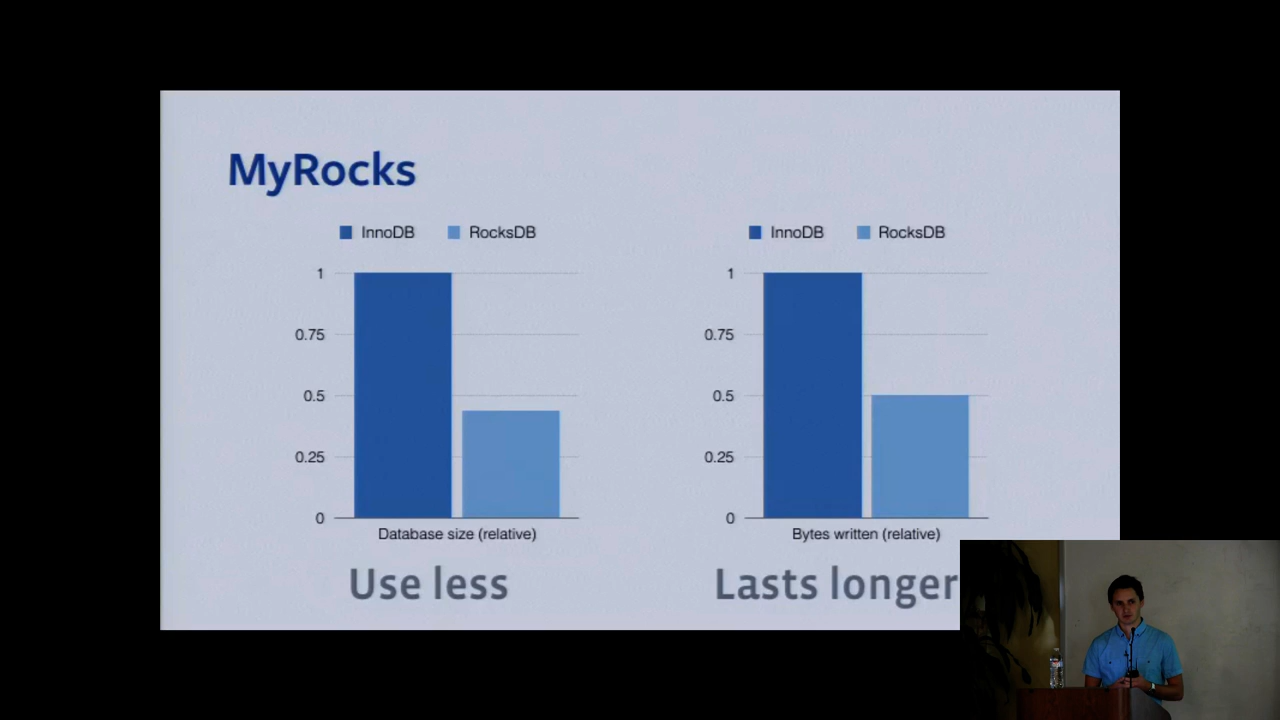 MyRocks
InnoDB RocksDB
1
0.75
0.5
0.25
0
Database size (relative)
Use less
InnoDB RocksDB
1
0.75
0.5
0.25
0
Bytes written (relative)
Lasts longer